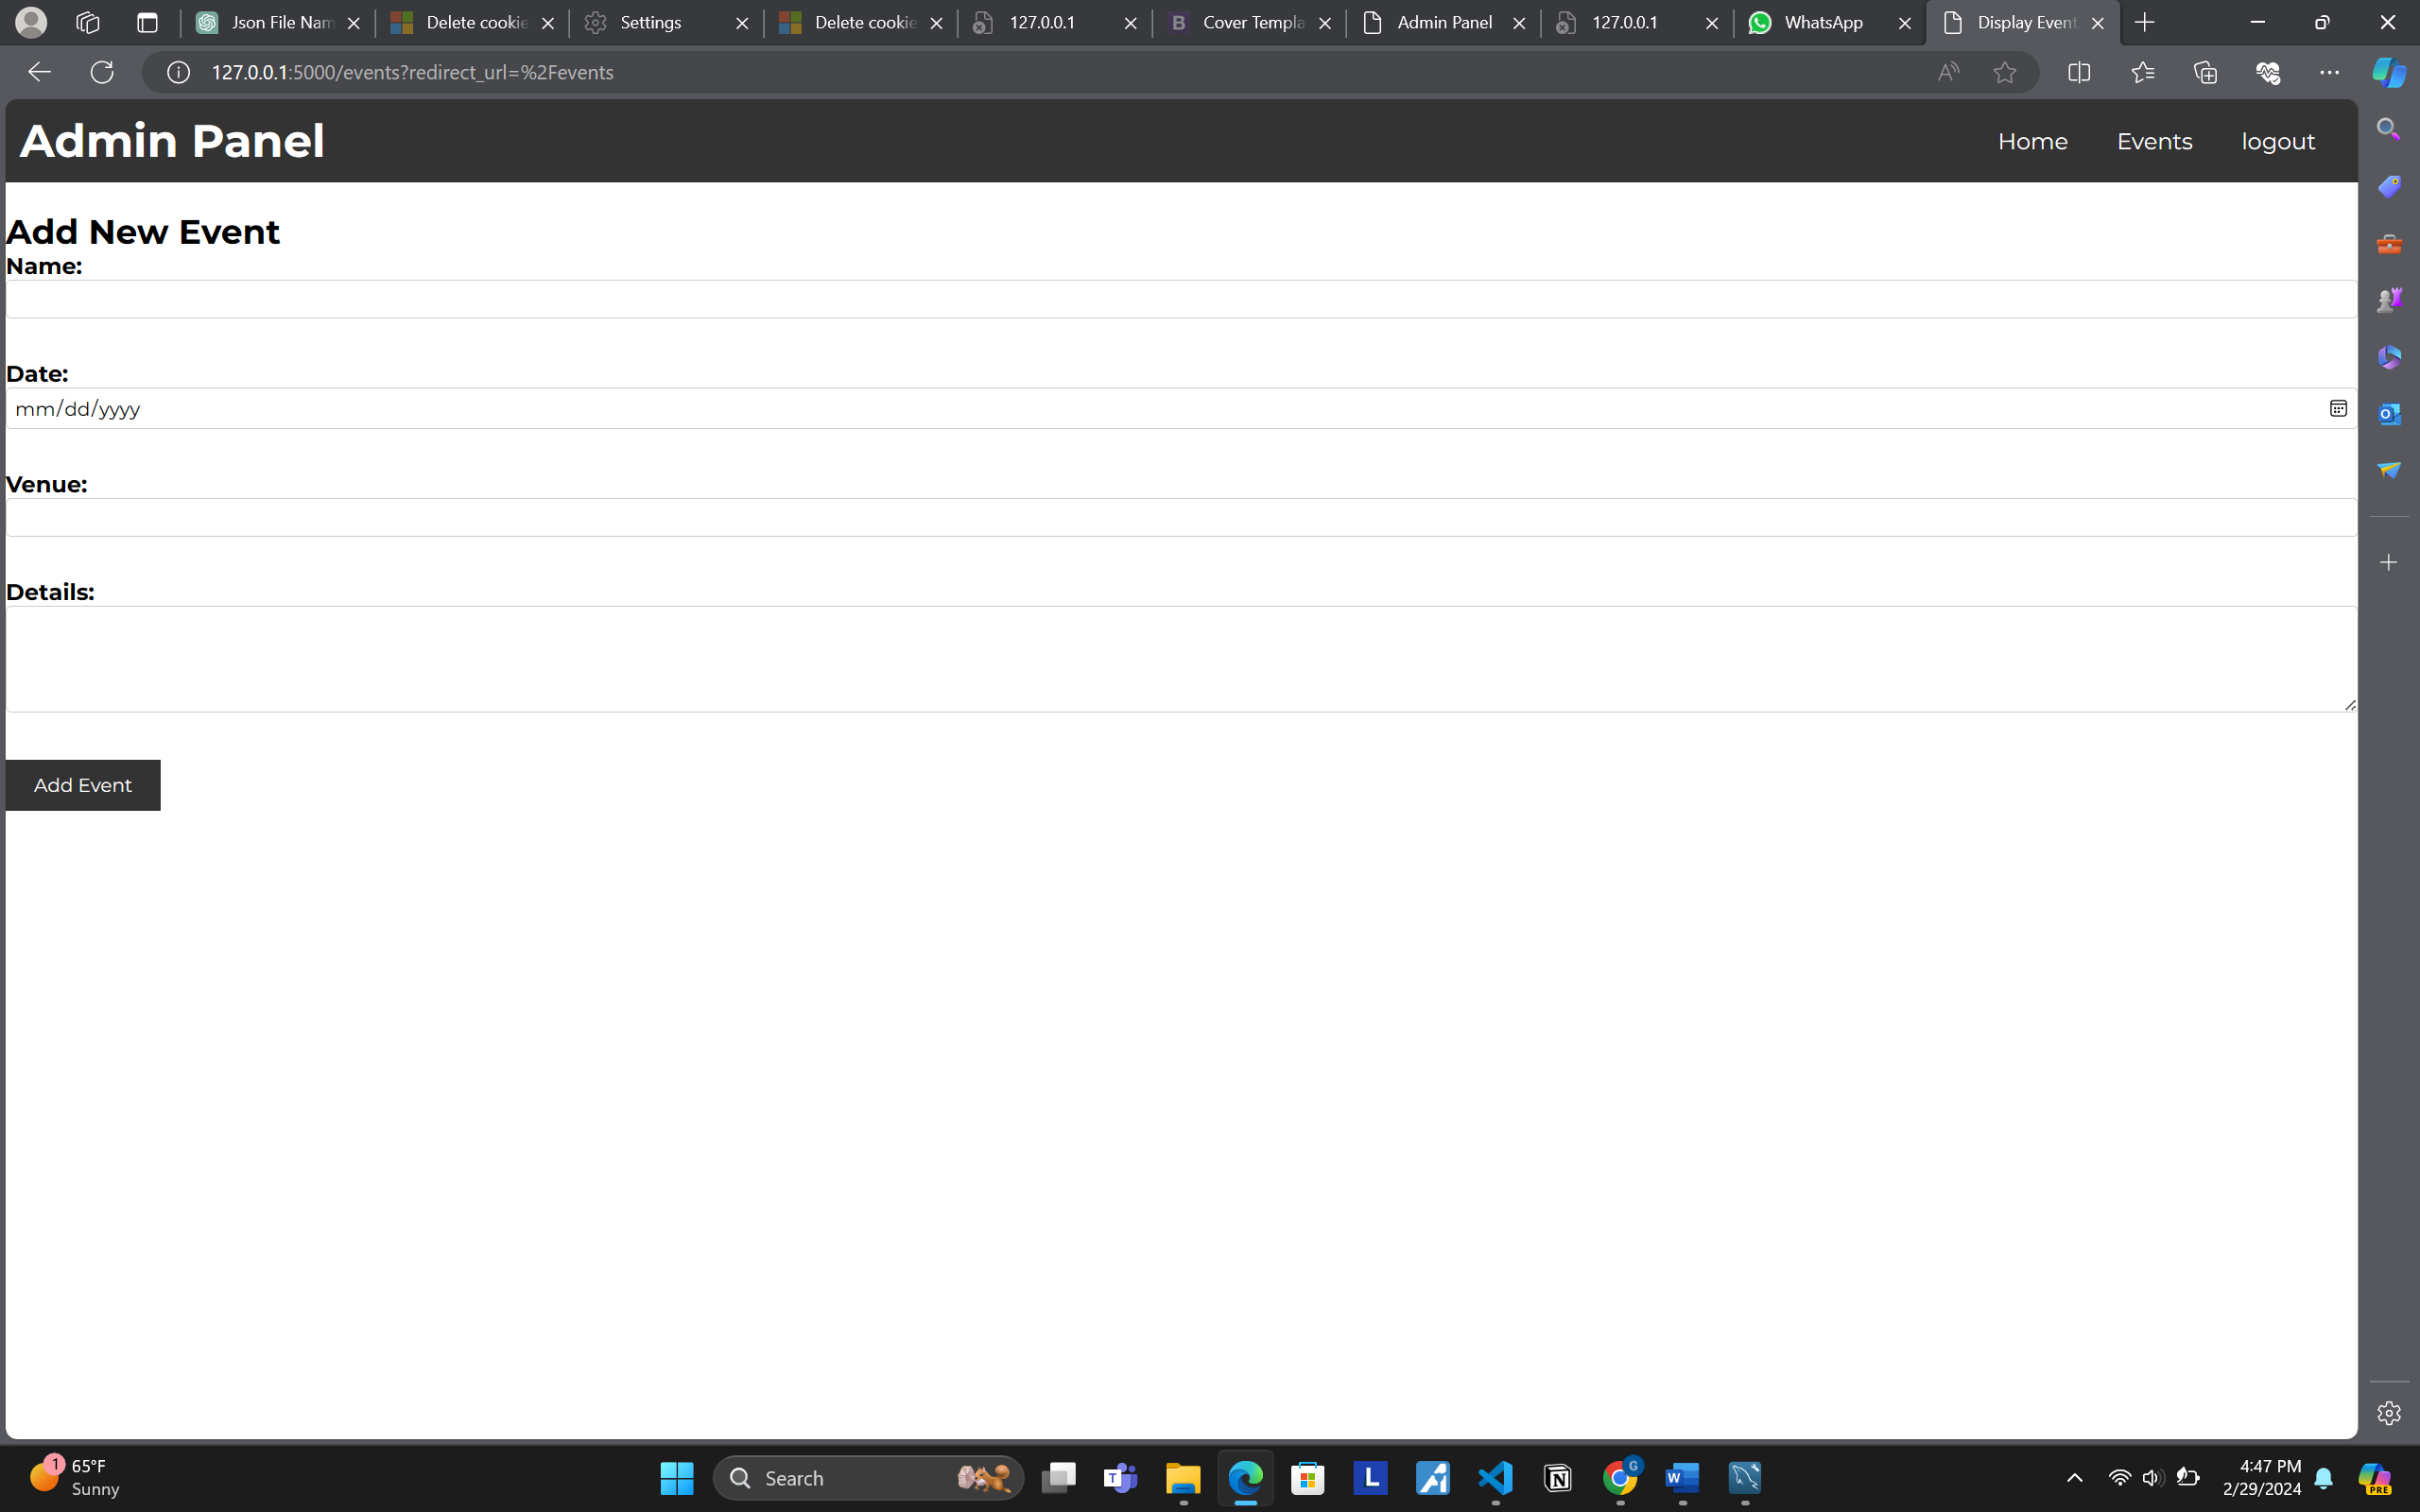 Json File Nam
Delete cookie
Settings
Delete cookie
127.0.0.1
B
Cover Templa
Admin Panel
127.0.0.1
WhatsApp
Display Event
127.0.0.1:5000/events?redirect_url=%2Fevents
Admin Panel
Home
Events
logout
Add New Event
Name:
Date:
mm/dd/yyyy
Venue:
Details:
Add Event
1
65°F
Sunny
Search
T
L
N
G
W
4:47 PM
2/29/2024
PRE